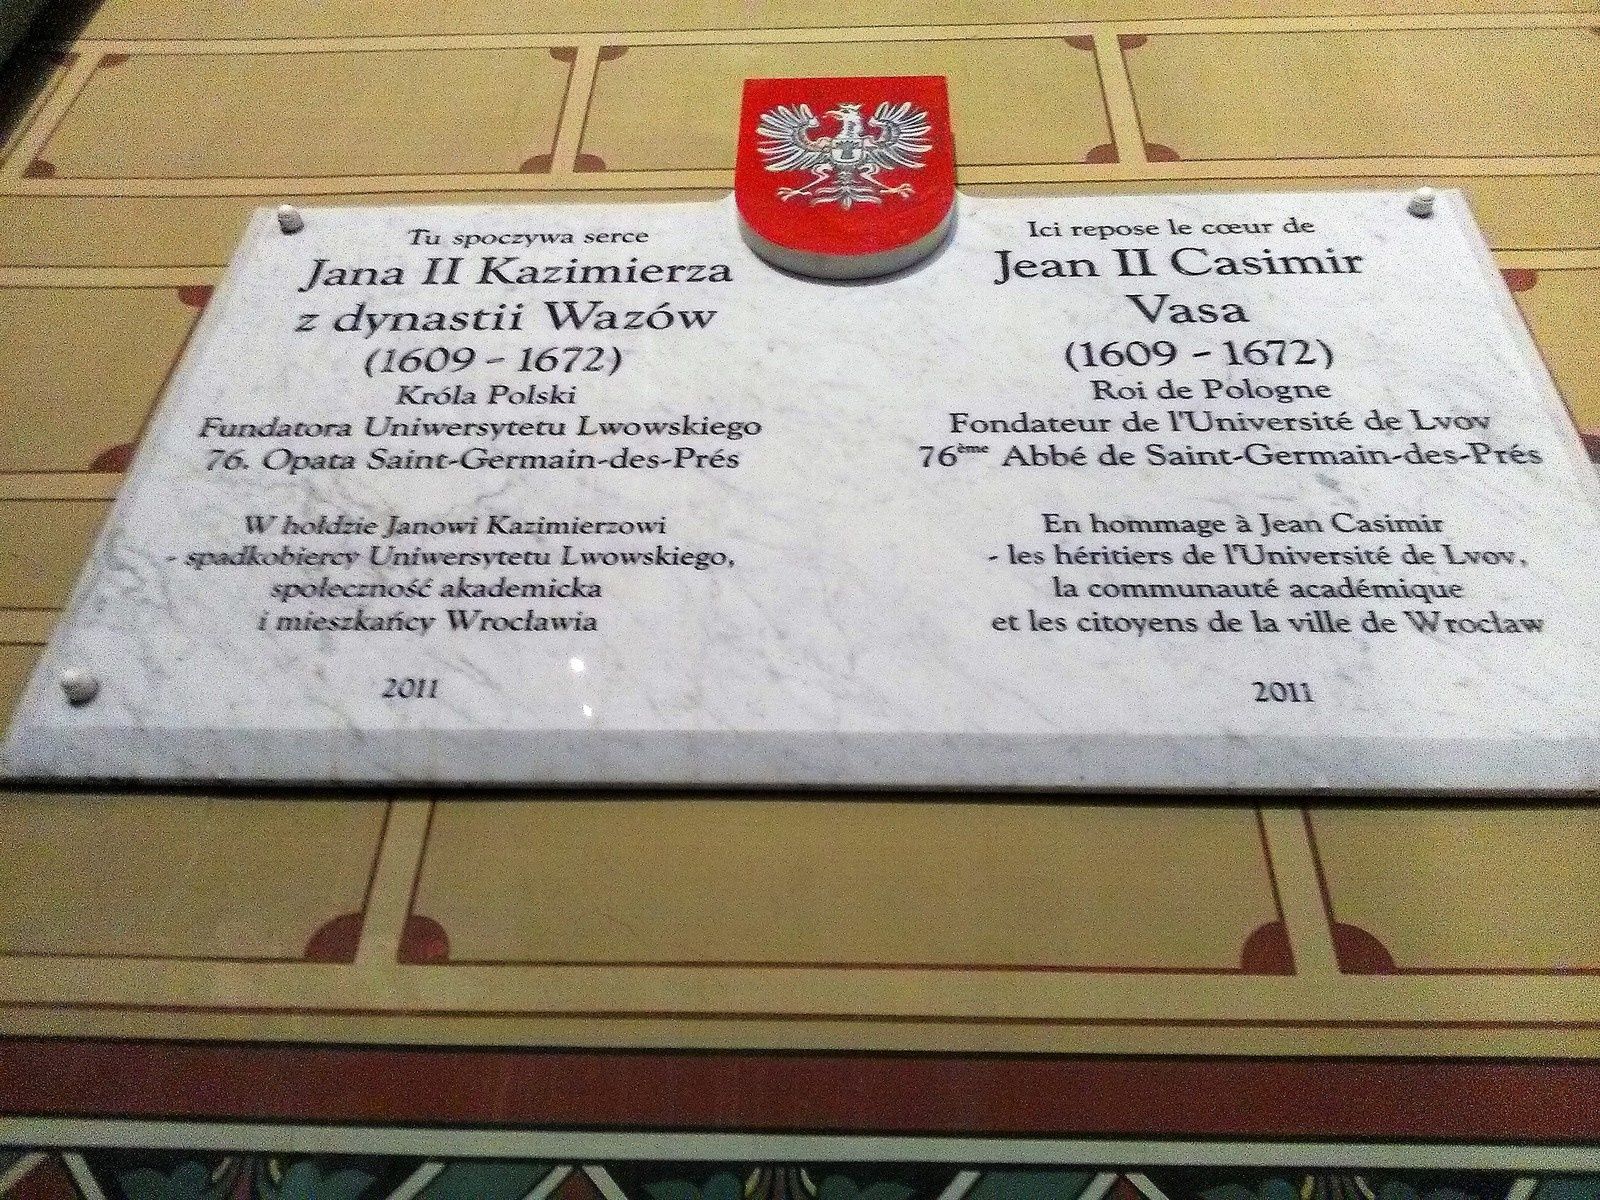 Tu spoczywa serce
Jana II Kazimierza
z dynastii Wazów
(1609 – 1672)
Króla Polski
Fundatora Uniwersytetu Lwowskiego
76. Opata Saint-Germain-des-Prés
W hołdzie Janowi Kazimierzowi
- spadkobiercy Uniwersytetu Lwowskiego,
społeczność akademicka
i mieszkańcy Wrocławia
2011
Ici repose le cœur de
Jean II Casimir
Vasa
(1609 – 1672)
Roi de Pologne
Fondateur de l'Université de Lvov
76ème Abbé de Saint-Germain-des-Prés
En hommage à Jean Casimir
- les héritiers de l'Université de Lvov,
la communauté académique
et les citoyens de la ville de Wrocław
2011